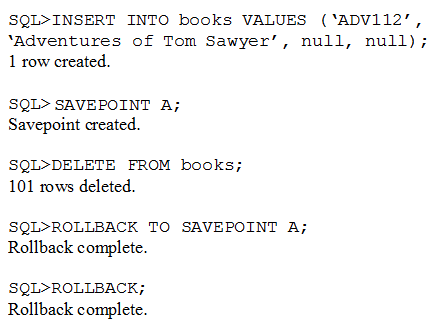 SQL>INSERT INTO books VALUES (‘ADV112’,
‘Adventures of Tom Sawyer’, null, null);
1 row created.
SQL> SAVEPOINT A;
Savepoint created.
SQL>DELETE FROM books;
101 rows deleted.
SQL>ROLLBACK TO SAVEPOINT A;
Rollback complete.
SQL>ROLLBACK;
Rollback complete.